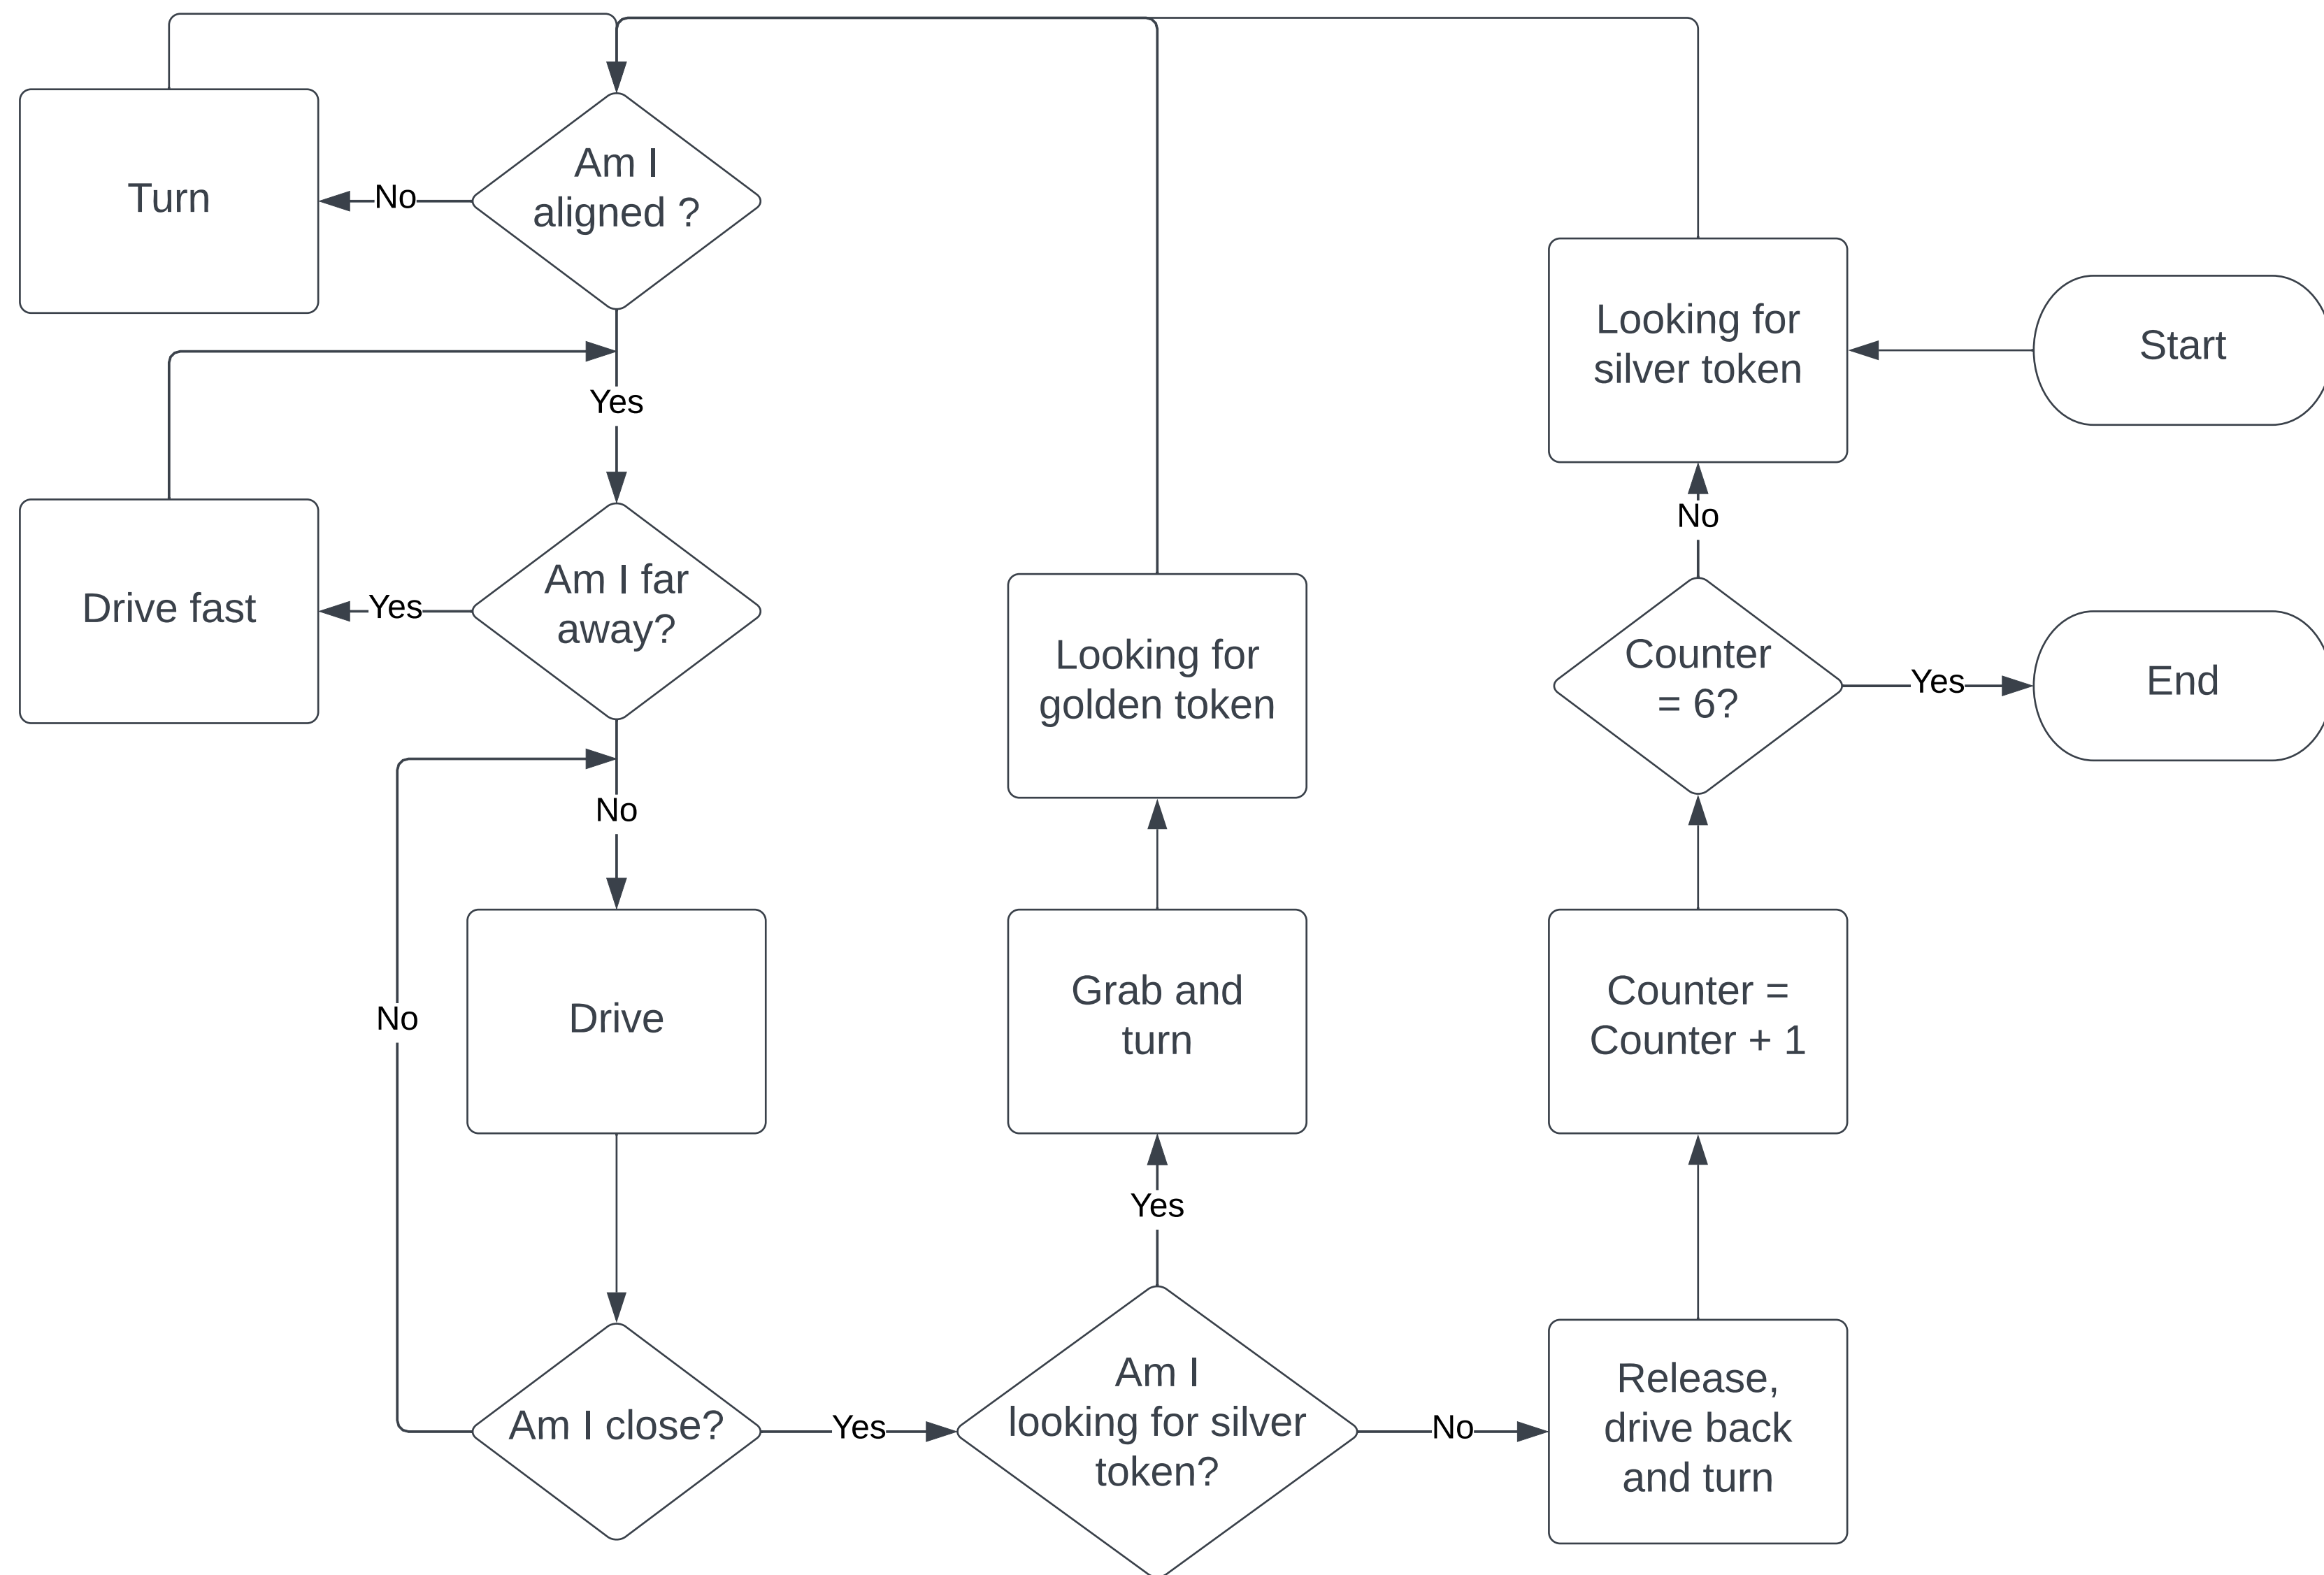 Am I
aligned ?
No
Turn
Looking for
silver token
Start
Yes
No
Am I far
away?
Yes
Drive fast
Looking for
golden token
Counter
= 6?
Yes
End
No
Drive
No
Grab and
turn
Counter =
Counter + 1
Yes
Am I close?
Yes
Am I
looking for silver
token?
No
Release,
drive back
and turn